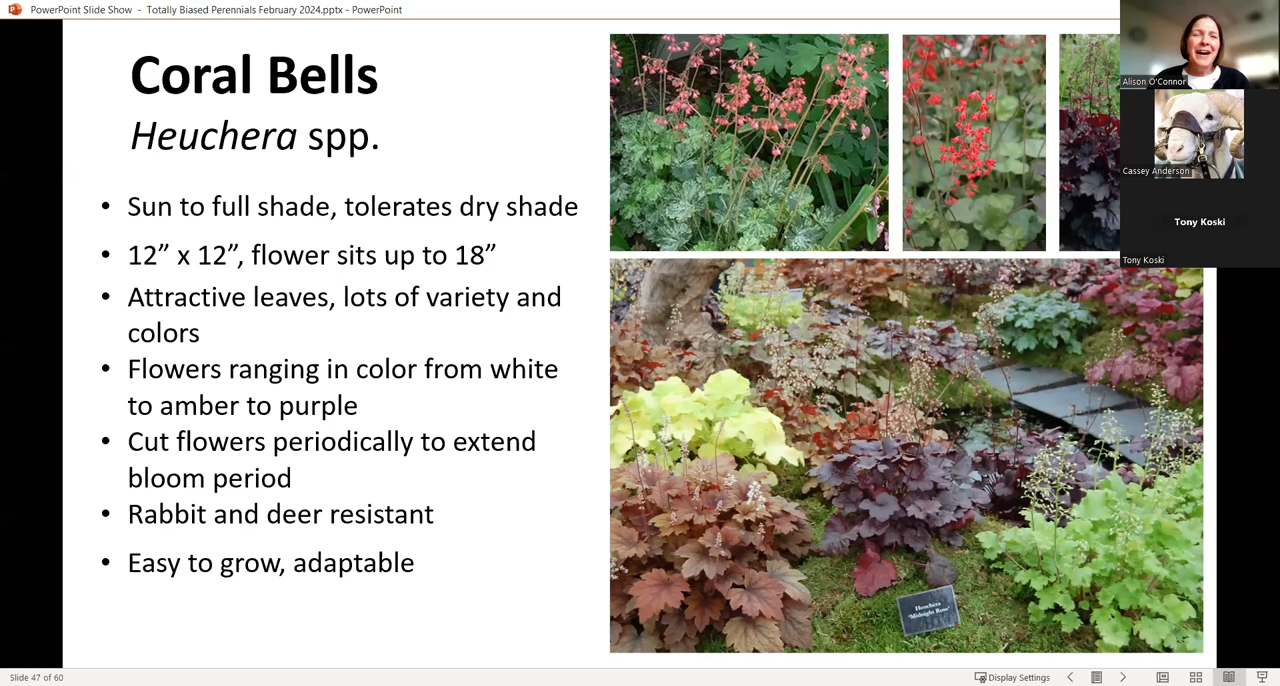 PowerPoint Slide Show - Totally Biased Perennials February 2024.pptx - PowerPoint
Coral Bells
Heuchera spp.
• Sun to full shade, tolerates dry shade
• 12” x 12”, flower sits up to 18”
• Attractive leaves, lots of variety and
colors
• Flowers ranging in color from white
to amber to purple
• Cut flowers periodically to extend
bloom period
• Rabbit and deer resistant
• Easy to grow, adaptable
Alison O'Connor
Cassey Anderson
Tony Koski
Tony Koski
Heuchera
'Midnight Rose'
Slide 47 of 60
Display Settings